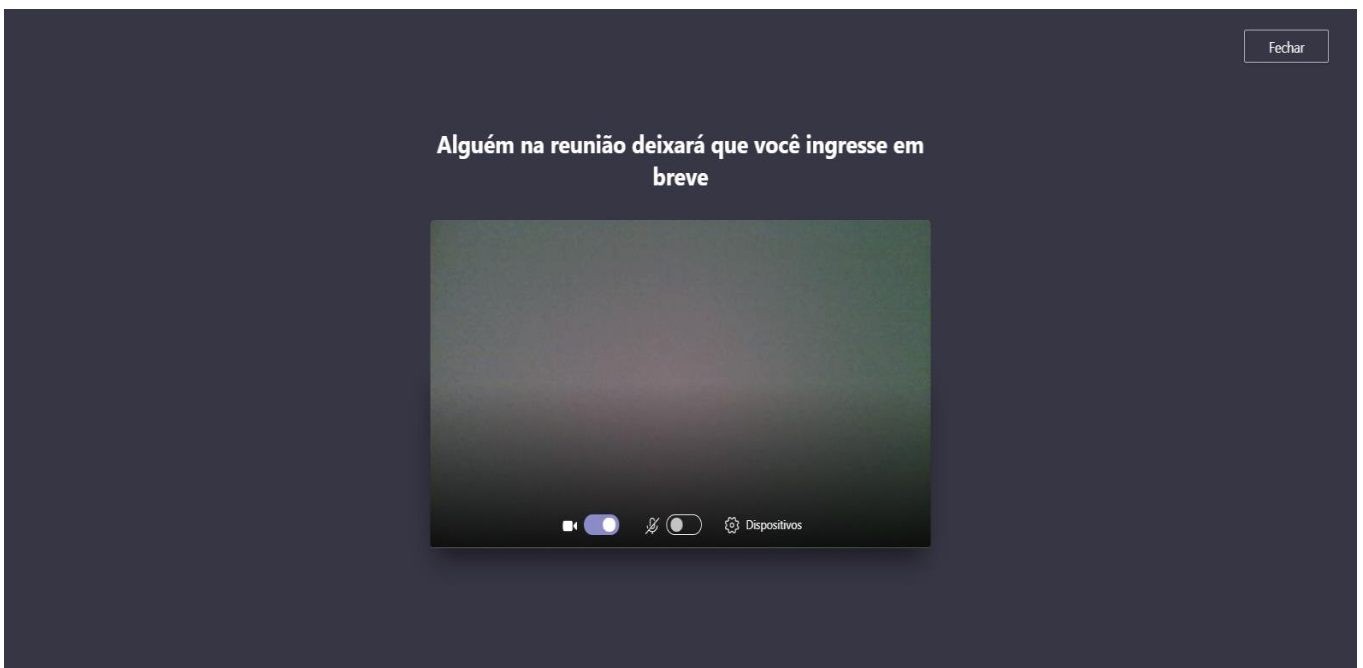 Fechar
Alguém na reunião deixará que você ingresse em
breve
Dispositivos